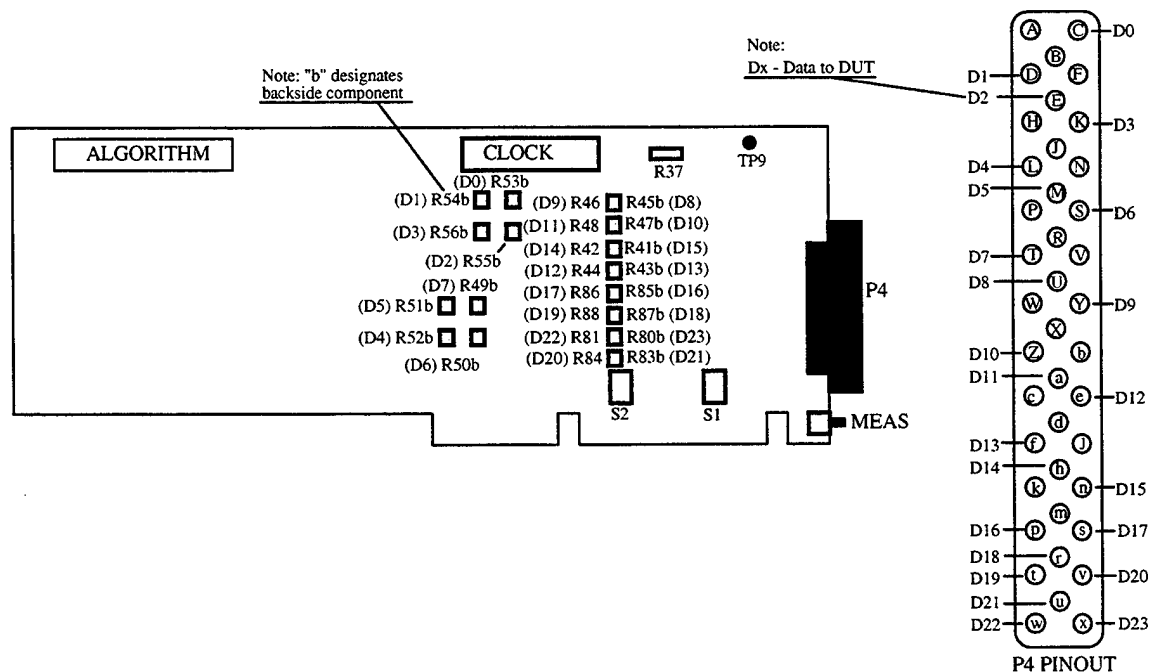 Note: "b" designates
backside component
Note:
Dx - Data to DUT
ALGORITHM
CLOCK
R37
TP9
(D0) R53b
(D1) R54b
(D3) R56b
(D2) R55b
(D7) R49b
(D5) R51b
(D4) R52b
(D6) R50b
(D9) R46 R45b (D8)
(D11) R48 R47b (D10)
(D14) R42 R41b (D15)
(D12) R44 R43b (D13)
(D17) R86 R85b (D16)
(D19) R88 R87b (D18)
(D22) R81 R80b (D23)
(D20) R84 R83b (D21)
S2 S1
P4
MEAS
A C D0
B
D1 D F
D2 E
H K D3
J
D4 L N
D5 M
P S D6
R
D7 T V
D8 U
W Y D9
X
D10 Z b
D11 a
c e D12
d
D13 f J
D14 h
k n D15
m
D16 p s D17
D18 r
D19 t v D20
D21 u
D22 w x D23
P4 PINOUT